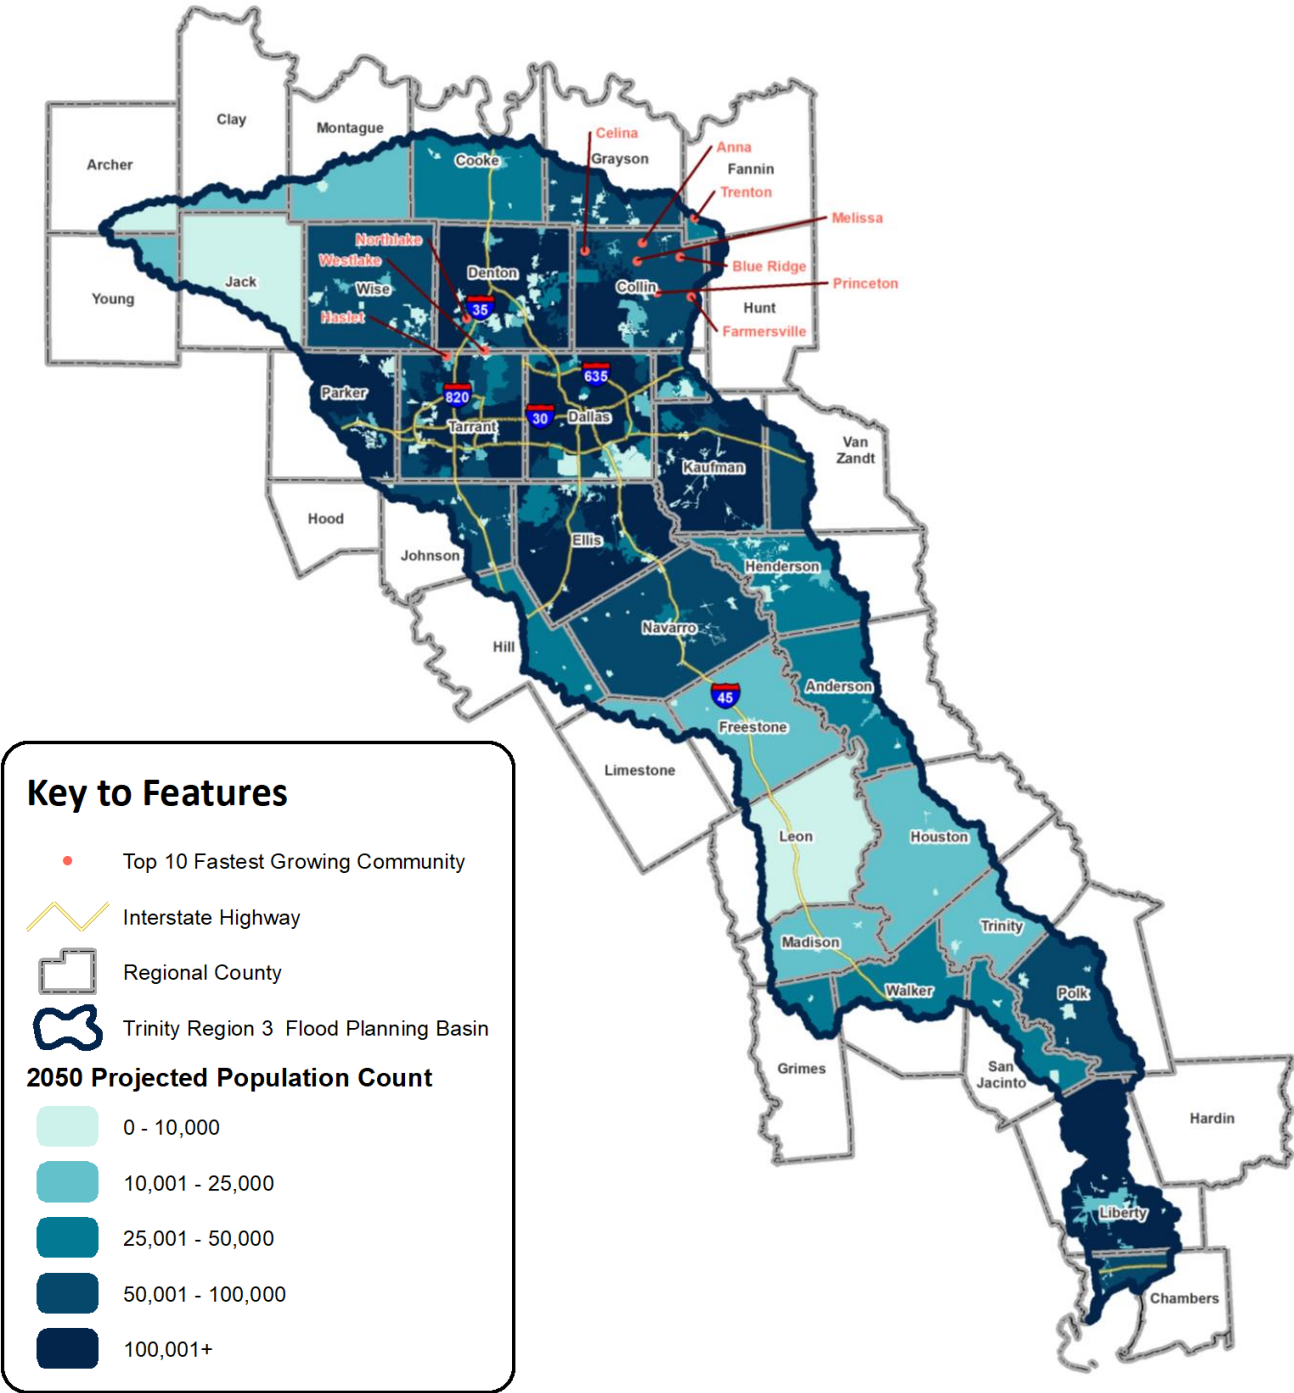 Clay
Montague
Archer
Cooke
Celina
Grayson
Anna
Fannin
Trenton
Melissa
Northlake
Westlake
Blue Ridge
Denton
Jack
Wise
Collin
Princeton
Young
Hunt
35
Haslet
Farmersville
635
Parker
820
30
Dallas
Tarrant
Van
Zandt
Kaufman
Hood
Ellis
Johnson
Henderson
Navarro
Hill
Anderson
45
Freestone
Limestone
Leon
Houston
Trinity
Madison
Walker
Polk
Grimes
San
Jacinto
Hardin
Liberty
Chambers
Key to Features
Top 10 Fastest Growing Community
Interstate Highway
Regional County
Trinity Region 3 Flood Planning Basin
2050 Projected Population Count
0 - 10,000
10,001 - 25,000
25,001 - 50,000
50,001 - 100,000
100,001+